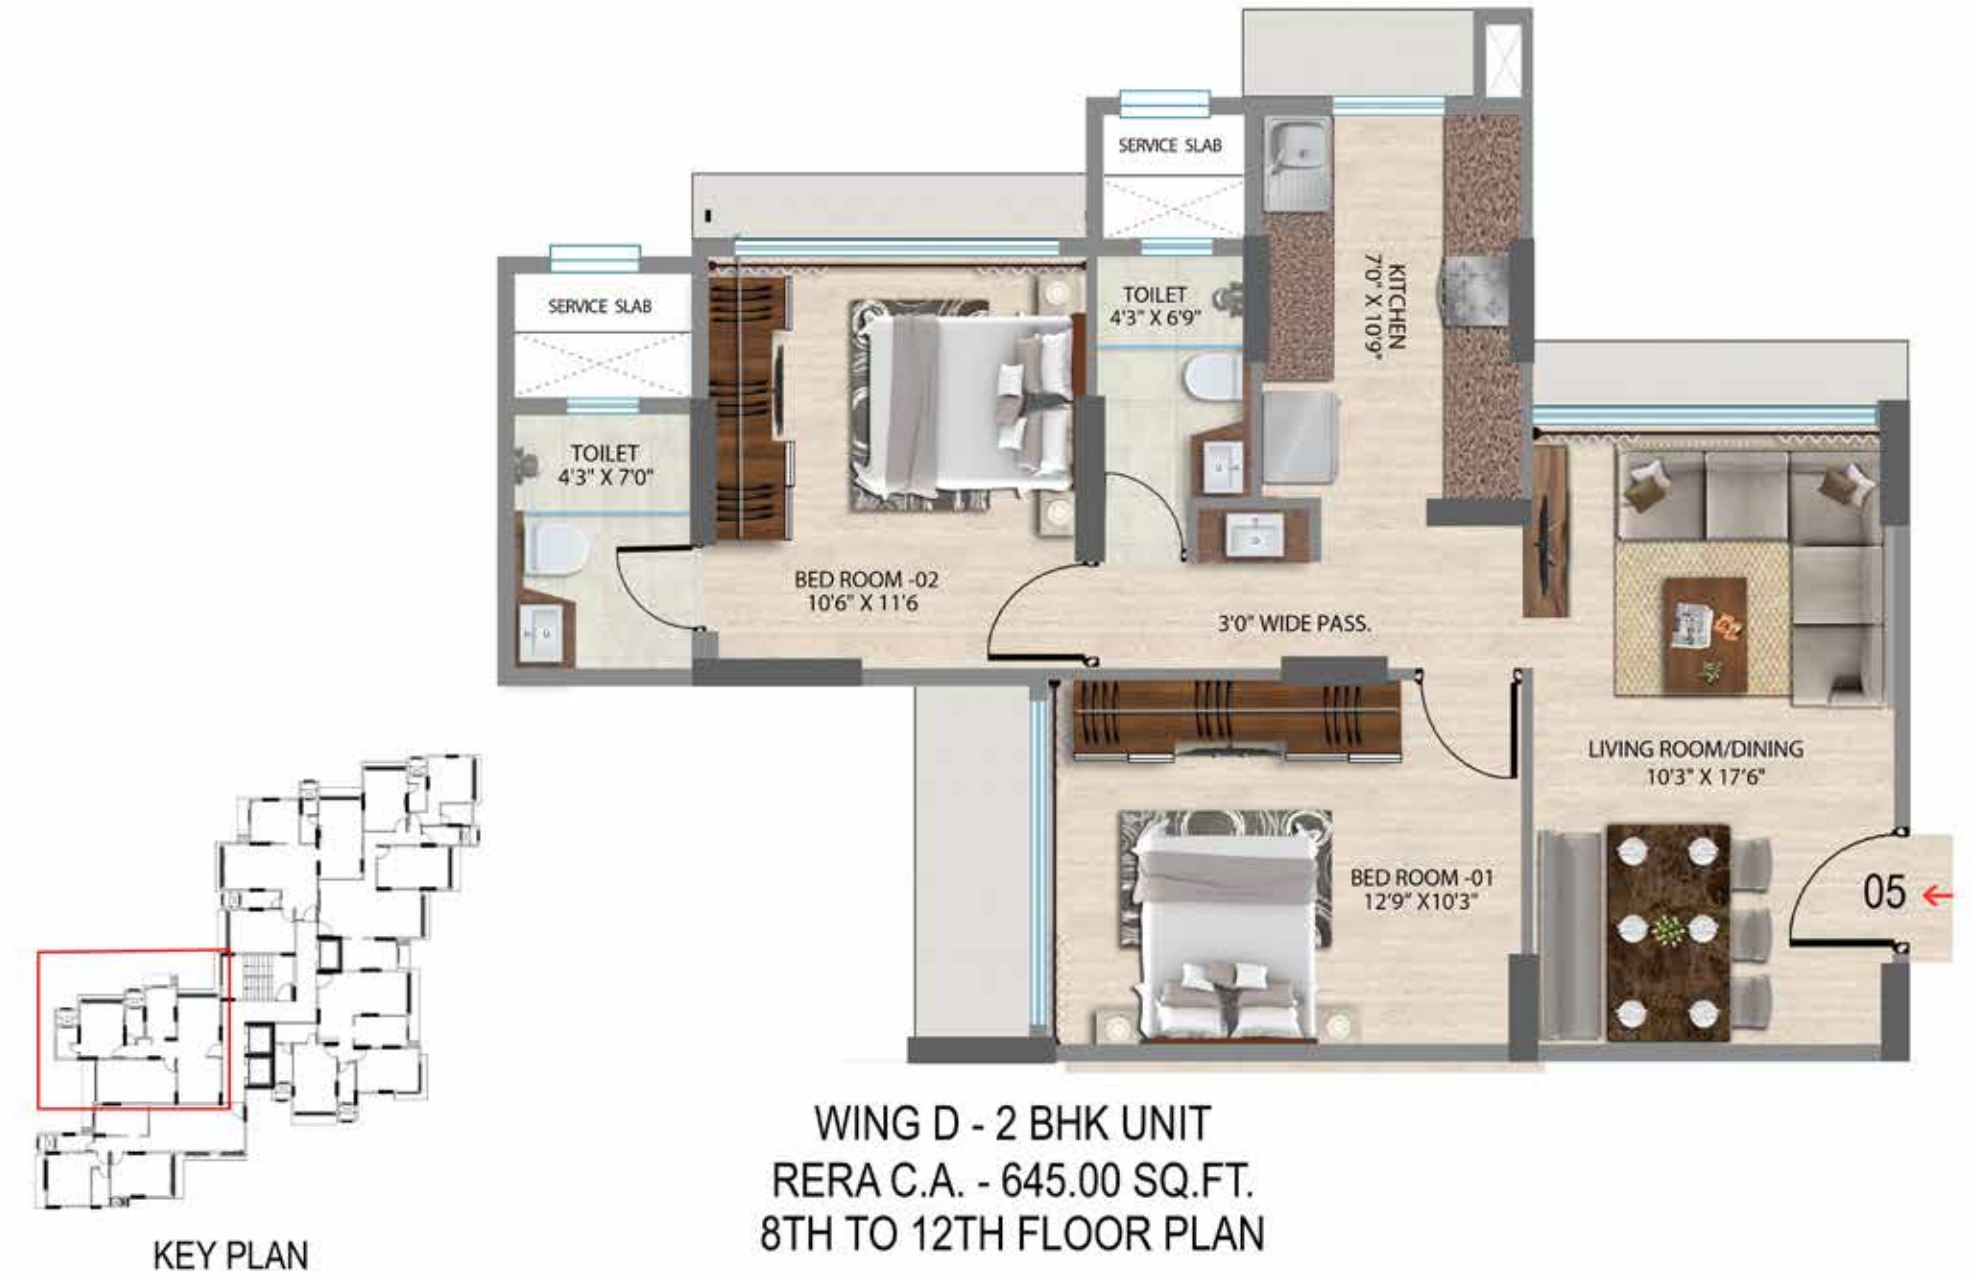 SERVICE SLAB
SERVICE SLAB
TOILET
4'3" X 6'9"
KITCHEN
7'0" X 10'9"
TOILET
4'3" X 7'0"
BED ROOM -02
10'6" X 11'6
3'0" WIDE PASS.
LIVING ROOM/DINING
10'3" X 17'6"
BED ROOM -01
12'9" X10'3"
05
WING D - 2 BHK UNIT
RERA C.A. - 645.00 SQ.FT.
8TH TO 12TH FLOOR PLAN
KEY PLAN